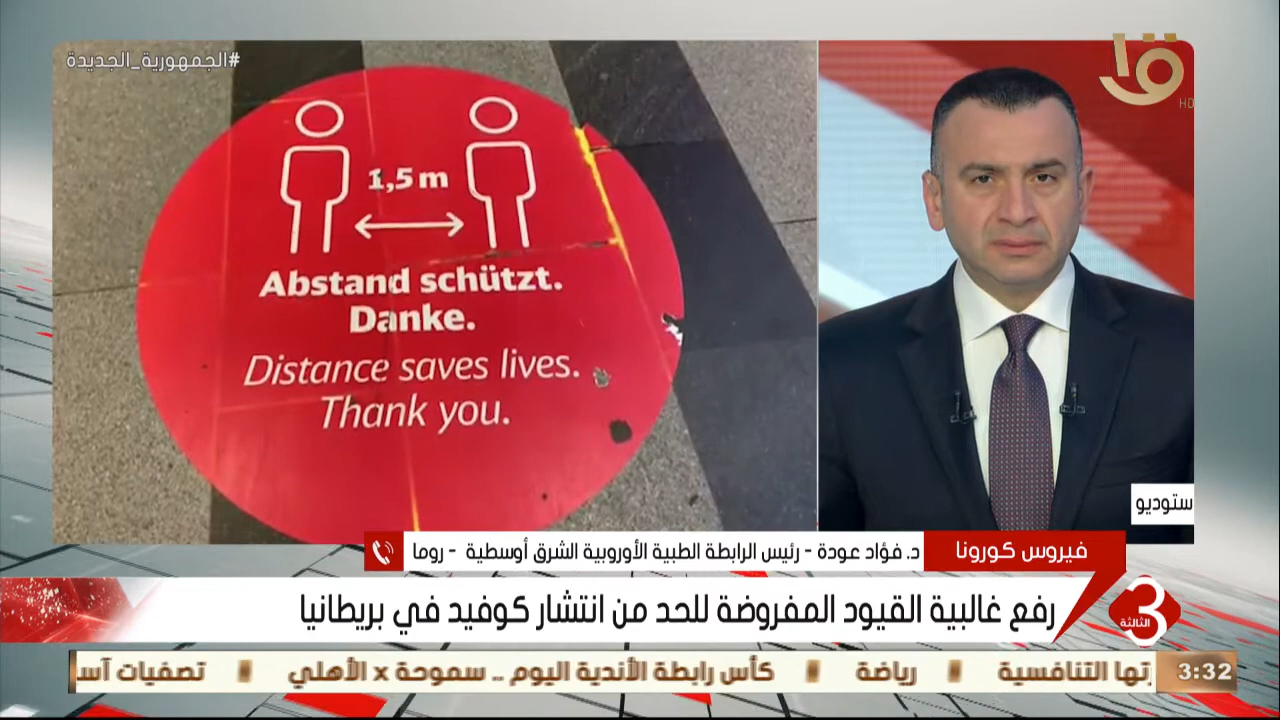 #الجمهورية_الجديدة
HD
1,5 m
Abstand schützt.
Danke.
Distance saves lives.
Thank you.
ستوديو
فيروس كورونا
د. فؤاد عودة - رئيس الرابطة الطبية الأوروبية الشرق أوسطية - روما
رفع غالبية القيود المفروضة للحد من انتشار كوفيد في بريطانيا
3 الثالثة
3:32
التنافسية
رياضة
كأس رابطة الأندية اليوم .. سموحة x الأهلي
تصفيات